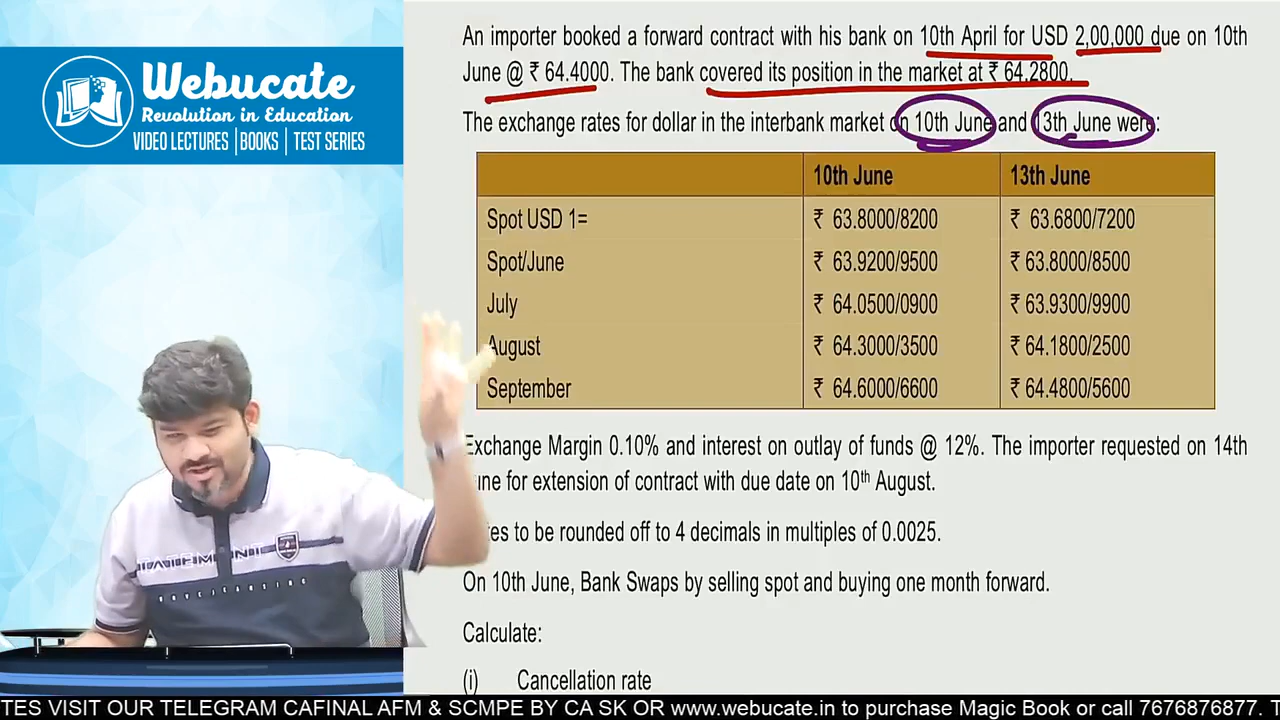 Webucate
Revolution in Education
VIDEO LECTURES | BOOKS | TEST SERIES
An importer booked a forward contract with his bank on 10th April for USD 2,00,000 due on 10th
June @ ₹ 64.4000. The bank covered its position in the market at ₹ 64.2800.
The exchange rates for dollar in the interbank market on 10th June and 13th June were:
10th June 13th June
Spot USD 1= ₹ 63.8000/8200 ₹ 63.6800/7200
Spot/June ₹ 63.9200/9500 ₹ 63.8000/8500
July ₹ 64.0500/0900 ₹ 63.9300/9900
August ₹ 64.3000/3500 ₹ 64.1800/2500
September ₹ 64.6000/6600 ₹ 64.4800/5600
Exchange Margin 0.10% and interest on outlay of funds @ 12%. The importer requested on 14th
for extension of contract with due date on 10th August.
to be rounded off to 4 decimals in multiples of 0.0025.
On 10th June, Bank Swaps by selling spot and buying one month forward.
Calculate:
(i) Cancellation rate
TES VISIT OUR TELEGRAM CAFINAL AFM & SCMPE BY CA SK OR www.webucate.in to purchase Magic Book or call 7676876877. T